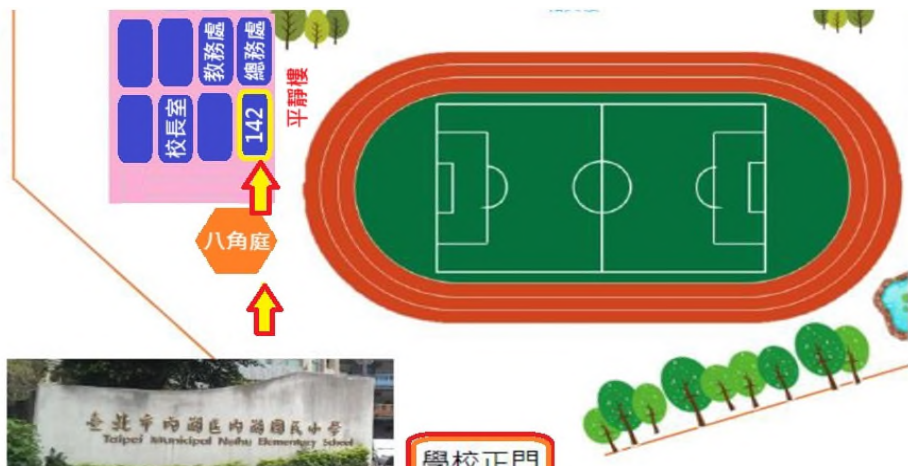 教務處
總務處
校長室
142
平靜樓
八角庭
臺北市內湖區內湖國民小學
Taipei Municipal Neihu Elementary School
學校正門